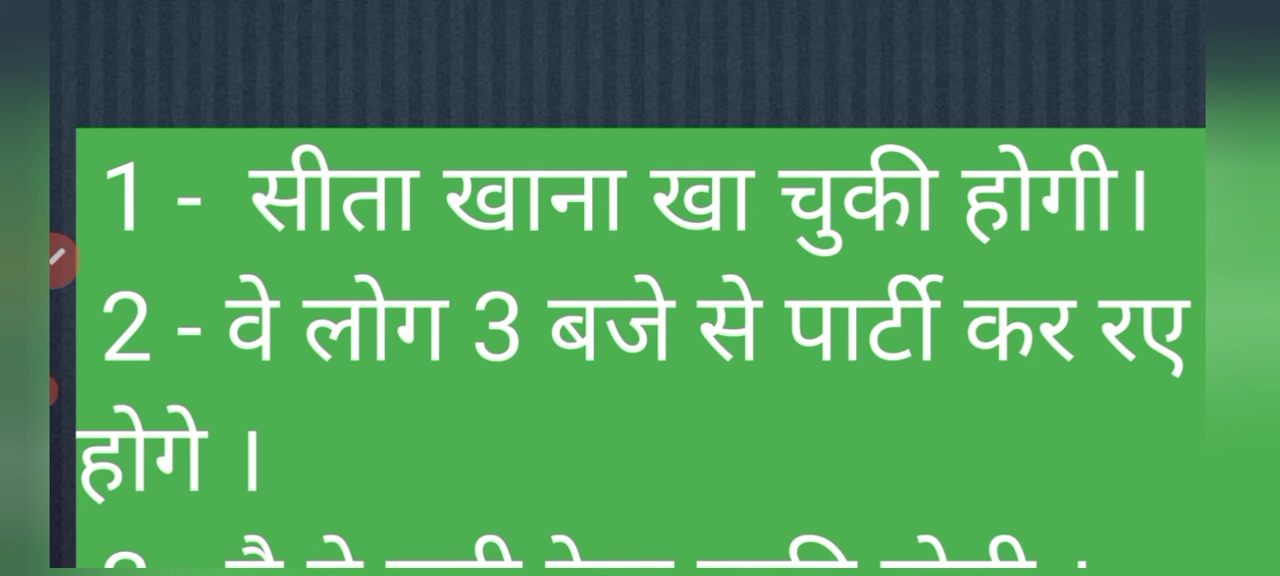 1 - सीता खाना खा चुकी होगी।
2 - वे लोग 3 बजे से पार्टी कर रए
होगे ।